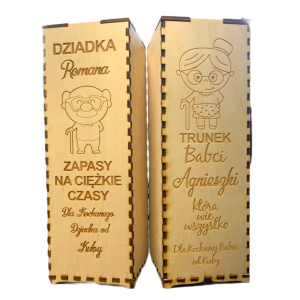 DZIADKA
Romana
ZAPASY
NA CIĘŻKIE
CZASY
Dla Kochanego
Dziadka od
Kuby
TRUNEK
Babci
Agnieszki
która
wie
wszystko
Dla Kochanej Babci
od Kuby